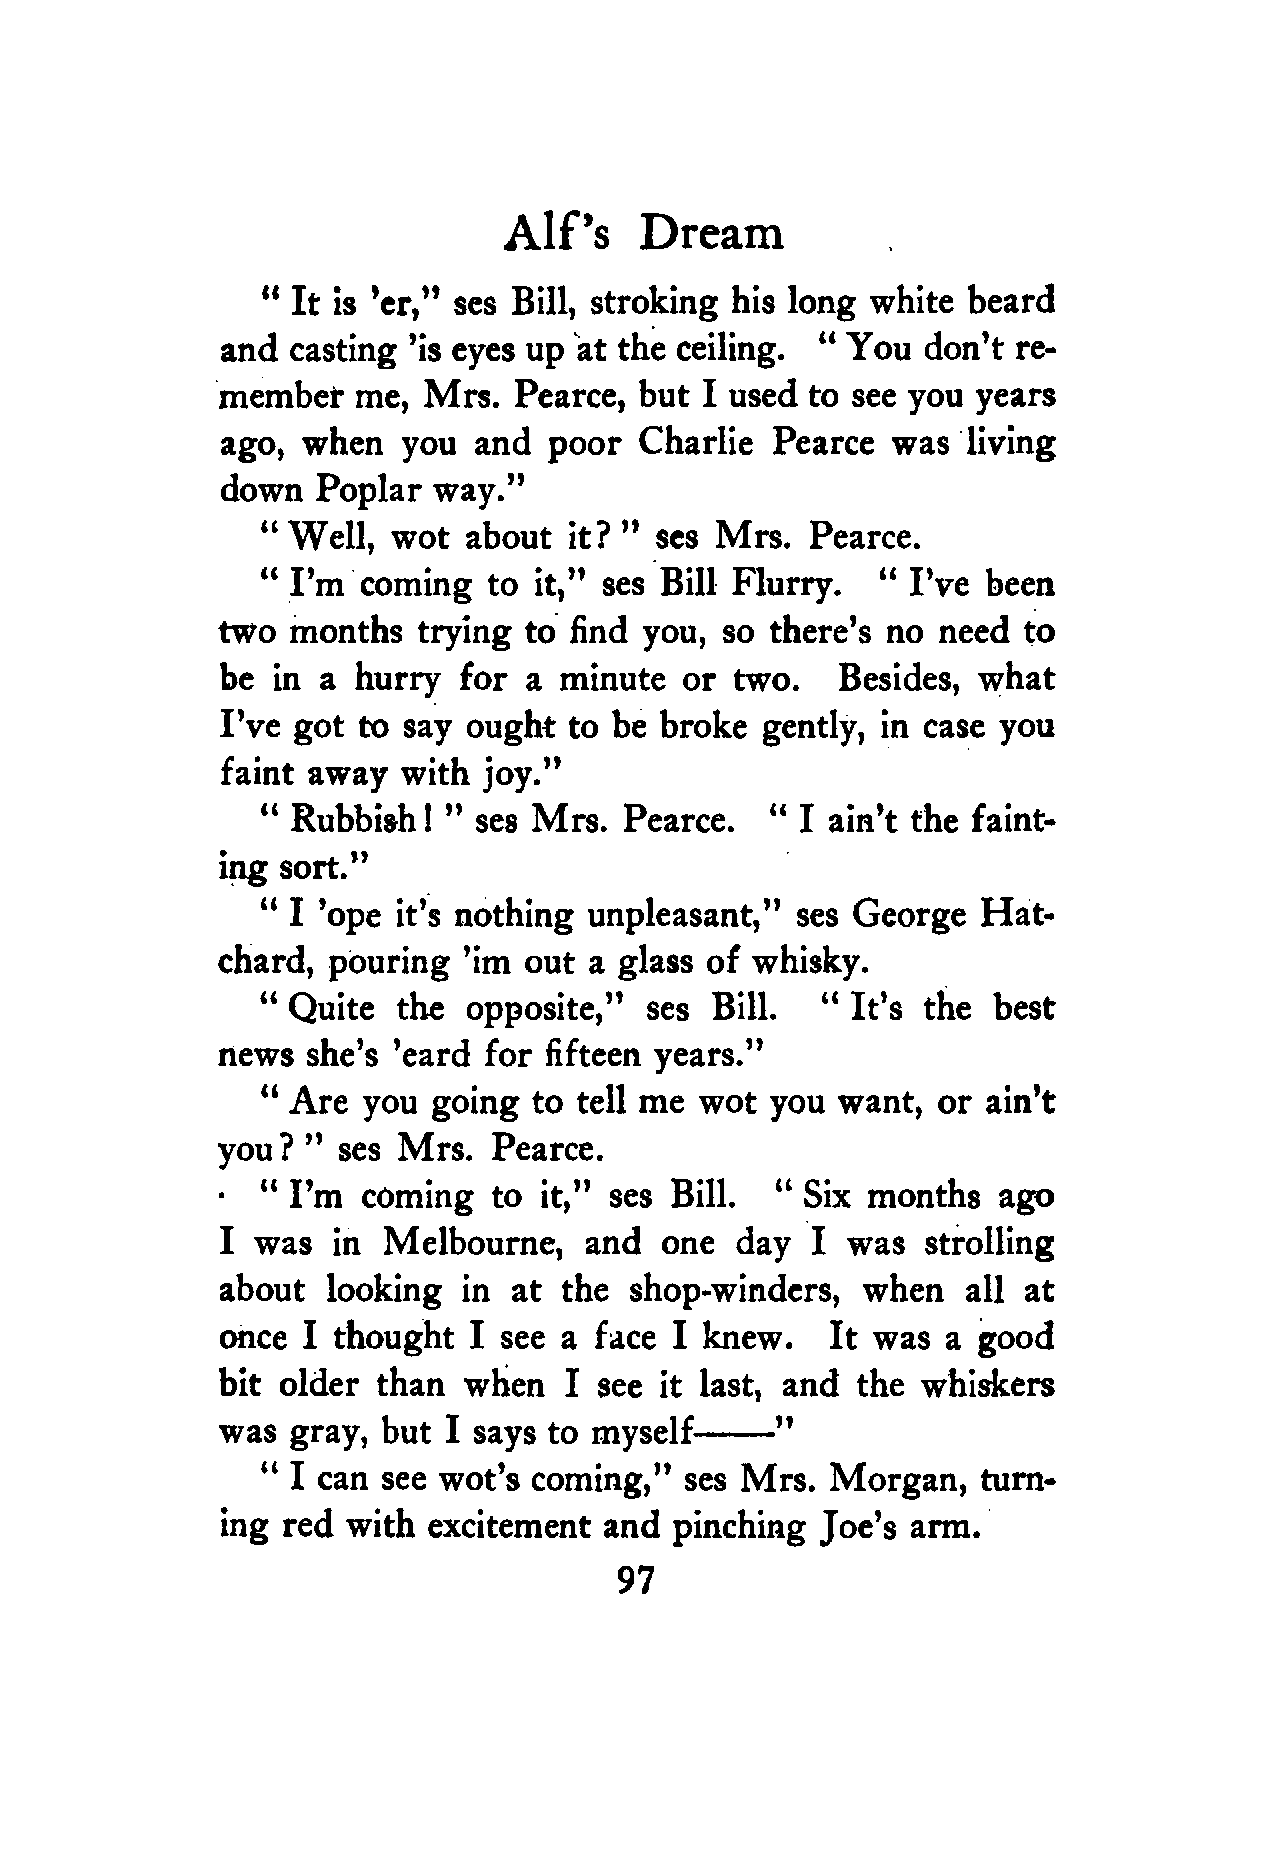 Alf's Dream
" It is 'er," ses Bill, stroking his long white beard
and casting 'is eyes up at the ceiling. " You don't re-
member me, Mrs. Pearce, but I used to see you years
ago, when you and poor Charlie Pearce was living
down Poplar way."
" Well, wot about it? " ses Mrs. Pearce.
" I'm coming to it," ses Bill Flurry. " I've been
two months trying to find you, so there's no need to
be in a hurry for a minute or two. Besides, what
I've got to say ought to be broke gently, in case you
faint away with joy."
" Rubbish! " ses Mrs. Pearce. " I ain't the faint-
ing sort."
" I 'ope it's nothing unpleasant," ses George Hat-
chard, pouring 'im out a glass of whisky.
" Quite the opposite," ses Bill. " It's the best
news she's 'eard for fifteen years."
" Are you going to tell me wot you want, or ain't
you? " ses Mrs. Pearce.
" I'm coming to it," ses Bill. " Six months ago
I was in Melbourne, and one day I was strolling
about looking in at the shop-winders, when all at
once I thought I see a face I knew. It was a good
bit older than when I see it last, and the whiskers
was gray, but I says to myself——"
" I can see wot's coming," ses Mrs. Morgan, turn-
ing red with excitement and pinching Joe's arm.
97